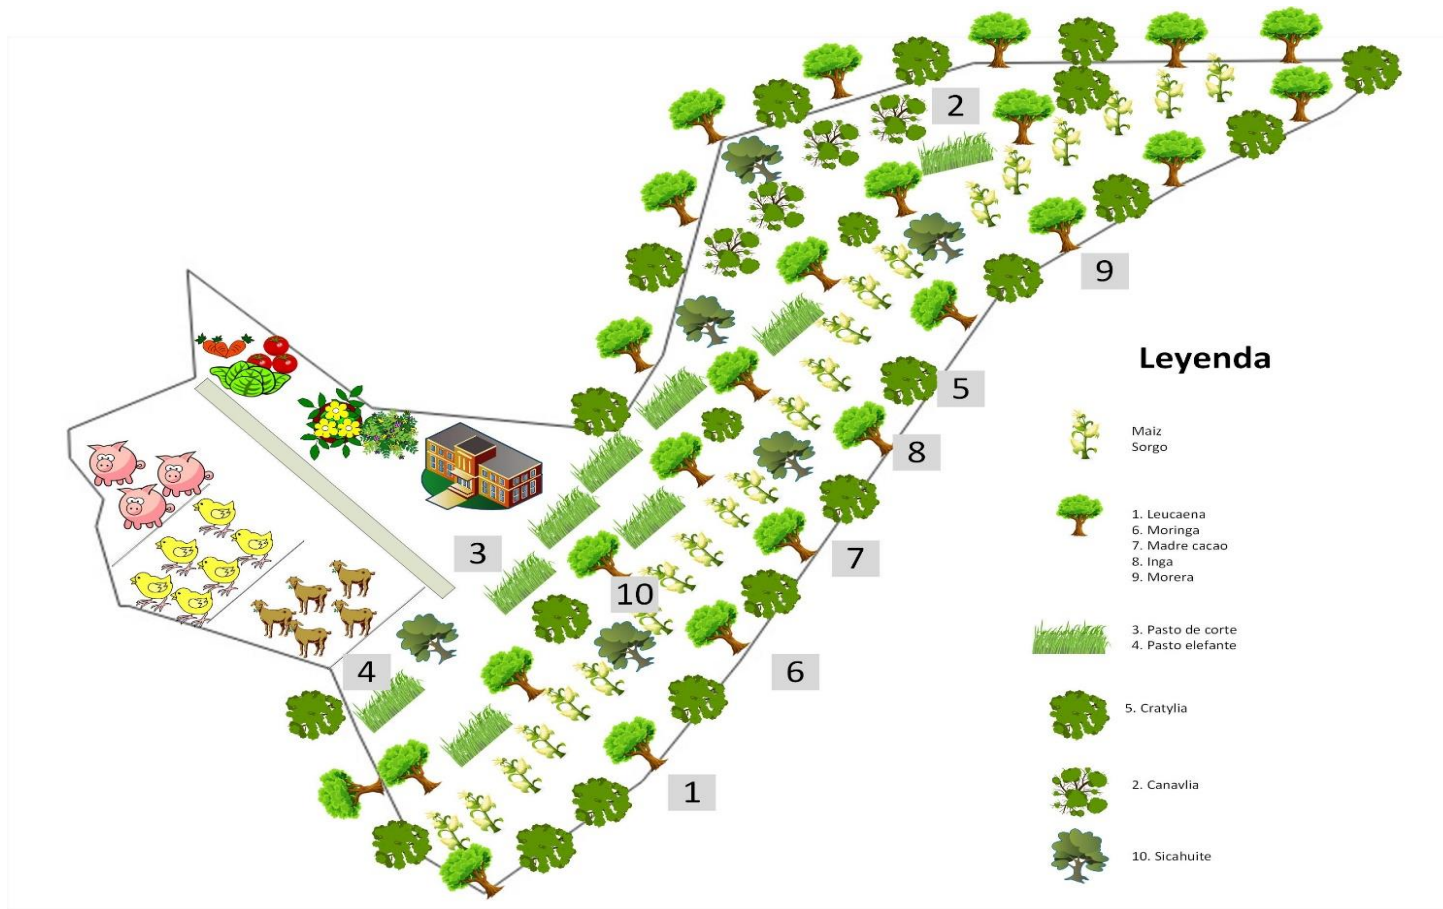 2
9
Leyenda
5
Maiz
Sorgo
8
1. Leucaena
6. Moringa
7. Madre cacao
8. Inga
9. Morera
3
7
10
3. Pasto de corte
4. Pasto elefante
4
6
5. Cratylia
1
2. Canavlia
10. Sicahuite